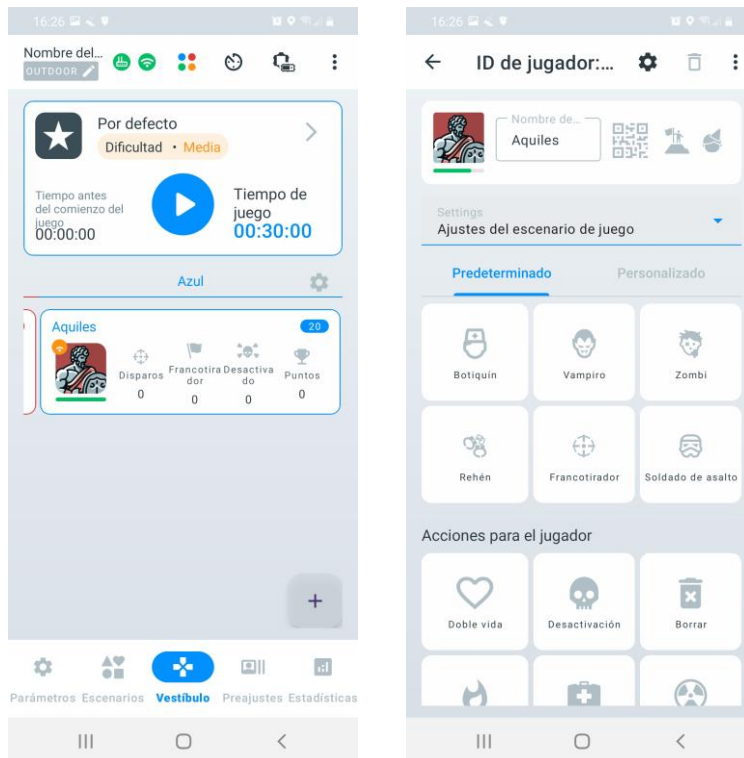 16:26
Nombre del...
OUTDOOR
Por defecto
Dificultad • Media
Tiempo antes
del comienzo del
juego
00:00:00
Tiempo de
juego
00:30:00
Azul
Aquiles
20
Disparos
0
Francotira
dor
0
Desactiva
do
0
Puntos
0
+
Parámetros
Escenarios
Vestíbulo
Preajustes
Estadísticas
16:26
ID de jugador:...
Nombre de...
Aquiles
Settings
Ajustes del escenario de juego
Predeterminado
Personalizado
Botiquín
Vampiro
Zombi
Rehén
Francotirador
Soldado de asalto
Acciones para el jugador
Doble vida
Desactivación
Borrar